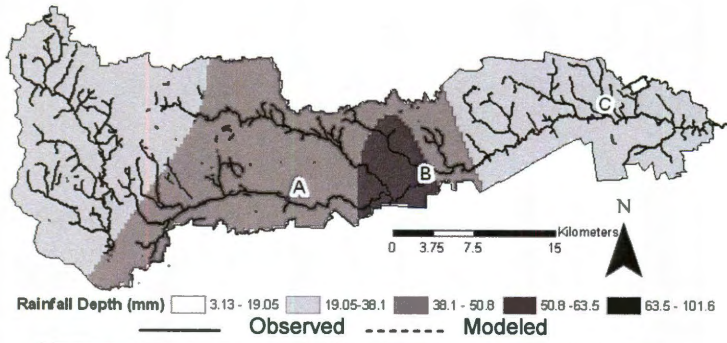 C
A
B
N
Kilometers
0 3.75 7.5 15
Rainfall Depth (mm) 3.13 - 19.05 19.05-38.1 38.1 - 50.8 50.8 -63.5 63.5 - 101.6
Observed Modeled